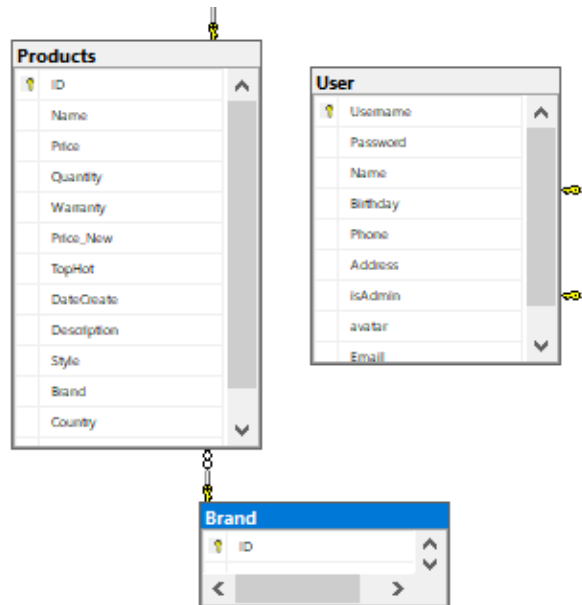 Products
ID
Name
Price
Quantity
Warranty
Price_New
TopHot
DateCreate
Description
Style
Brand
Country
User
Username
Password
Name
Birthday
Phone
Address
isAdmin
avatar
Email
Brand
ID